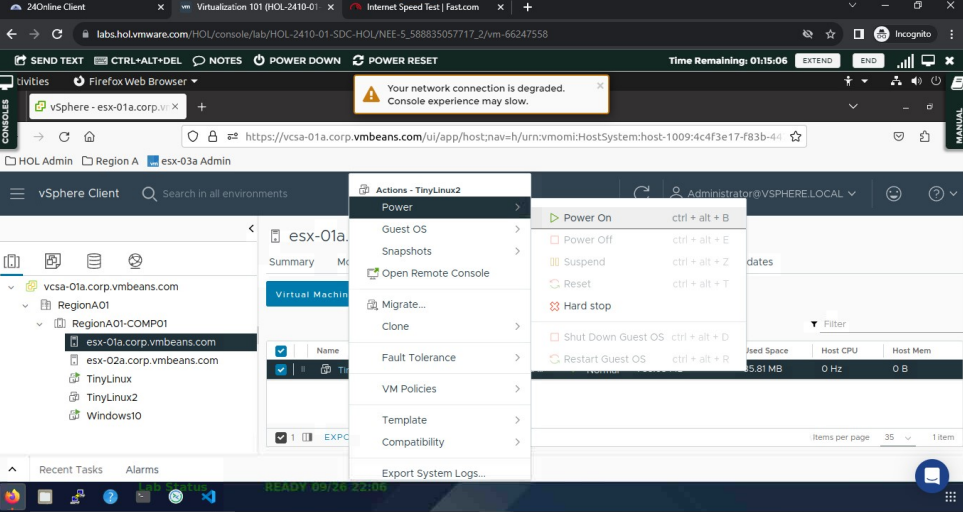 24Online Client
Virtualization 101 (HOL-2410-01-
Internet Speed Test | Fast.com
labs.hol.vmware.com/HOL/console/lab/HOL-2410-01-SDC-HOL/NEE-5_588835057717_2/vm-66247558
Incognito
SEND TEXT CTRL+ALT+DEL NOTES POWER DOWN POWER RESET Time Remaining: 01:15:06 EXTEND END
tivities Firefox Web Browser
Your network connection is degraded.
Console experience may slow.
CONSOLES
MANUAL
vSphere - esx-01a.corp.v
https://vcsa-01a.corp.vmbeans.com/ui/app/host;nav=h/urn:vmomi:HostSystem:host-1009:4c4f3e17-f83b-44
HOL Admin Region A esx-03a Admin
vSphere Client Search in all environments Administrator@VSPHERE.LOCAL
esx-01a.
Summary Mo dates
Virtual Machin
vcsa-01a.corp.vmbeans.com
RegionA01
RegionA01-COMP01
esx-01a.corp.vmbeans.com
esx-02a.corp.vmbeans.com
TinyLinux
TinyLinux2
Windows10
Actions - TinyLinux2
Power
Guest OS
Snapshots
Open Remote Console
Migrate...
Clone
Fault Tolerance
VM Policies
Template
Compatibility
Export System Logs...
Power On ctrl + alt + B
Power Off ctrl + alt + E
Suspend ctrl + alt + Z
Reset ctrl + alt + T
Hard stop
Shut Down Guest OS ctrl + alt + D
Restart Guest OS ctrl + alt + R
Filter
Name Used Space Host CPU Host Mem
Normal 35.81 MB 0 Hz 0 B
1 EXPO Items per page 35 1 item
Recent Tasks Alarms
Lab Status READY 09/26 22:06